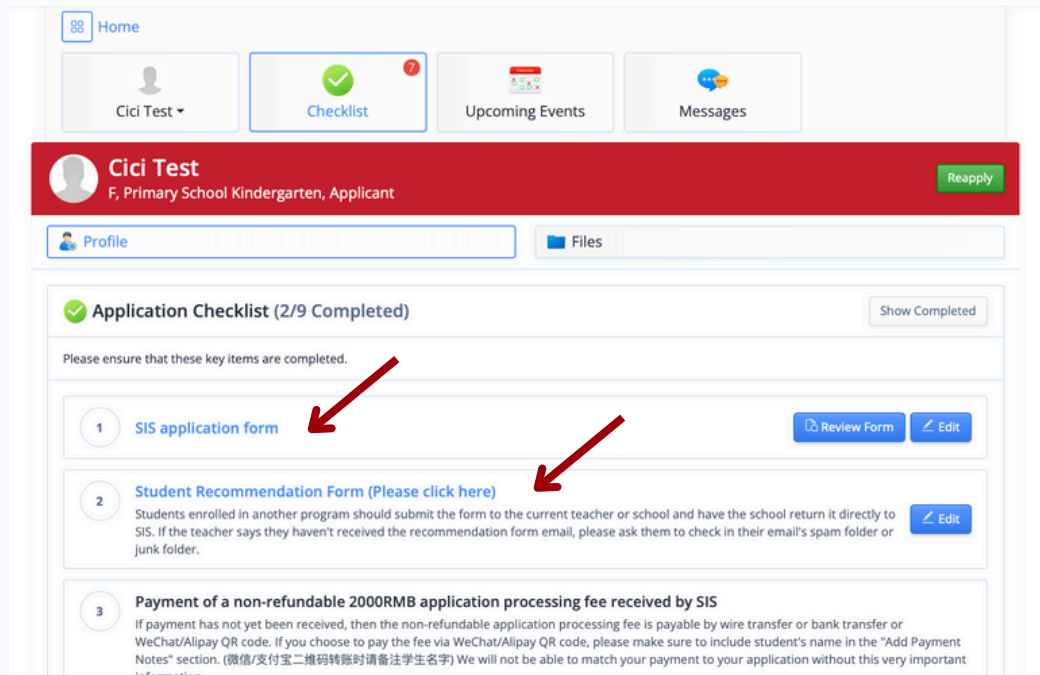 Home
Cici Test
Checklist
7
Upcoming Events
Messages
Cici Test
F, Primary School Kindergarten, Applicant
Reapply
Profile
Files
Application Checklist (2/9 Completed)
Show Completed
Please ensure that these key items are completed.
1
SIS application form
Review Form
Edit
2
Student Recommendation Form (Please click here)
Students enrolled in another program should submit the form to the current teacher or school and have the school return it directly to
SIS. If the teacher says they haven't received the recommendation form email, please ask them to check in their email's spam folder or
junk folder.
Edit
3
Payment of a non-refundable 2000RMB application processing fee received by SIS
If payment has not yet been received, then the non-refundable application processing fee is payable by wire transfer or bank transfer or
WeChat/Alipay QR code. If you choose to pay the fee via WeChat/Alipay QR code, please make sure to include student's name in the "Add Payment
Notes" section. (微信/支付宝二维码转账时请备注学生名字) We will not be able to match your payment to your application without this very important